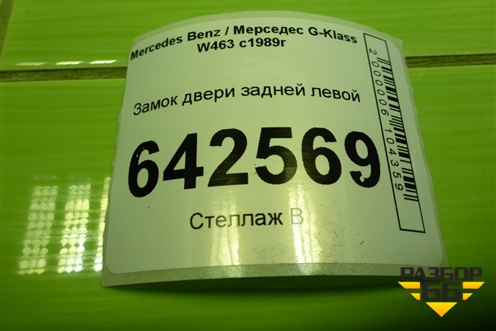 Mercedes Benz / Мерседес G-Klass
W463 с1989г
Замок двери задней левой
642569
Стеллаж В
2000006104359
РАЗБОР
66